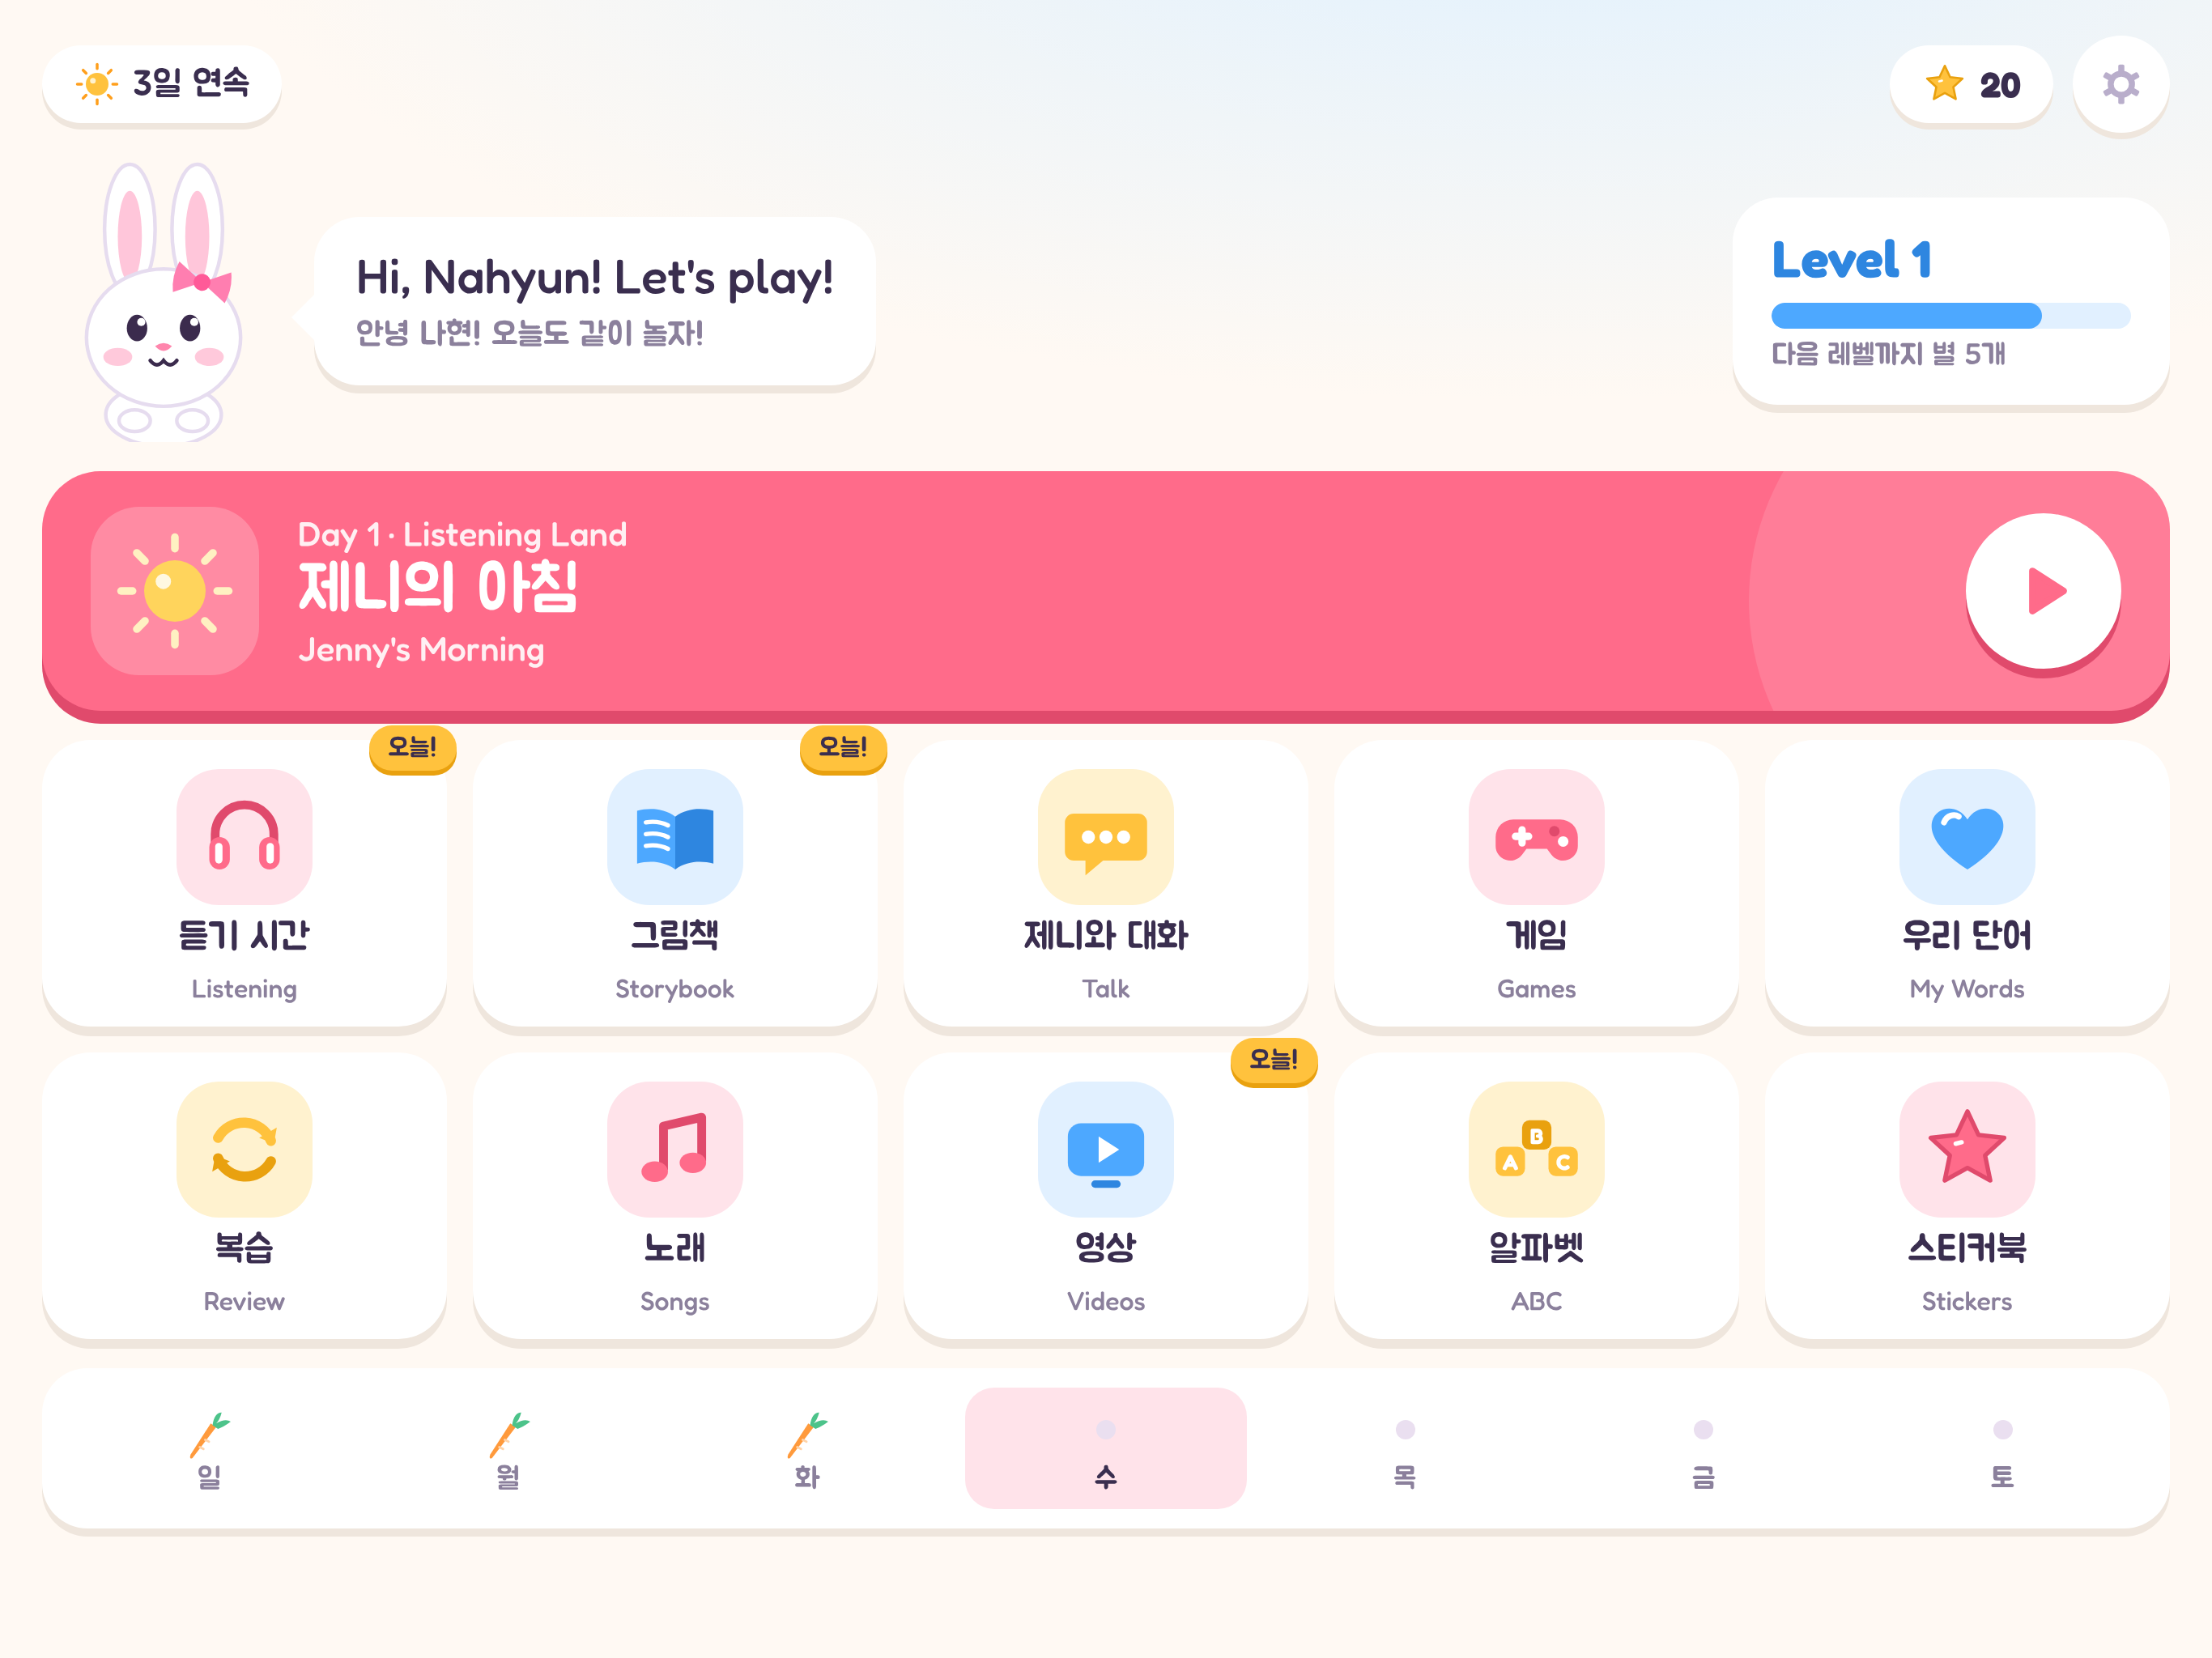 3일 연속
20
Hi, Nahyun! Let's play!
안녕 나현! 오늘도 같이 놀자!
Level 1
다음 레벨까지 별 5개
Day 1 · Listening Land
제니의 아침
Jenny's Morning
오늘!
듣기 시간
Listening
오늘!
그림책
Storybook
제니와 대화
Talk
게임
Games
우리 단어
My Words
복습
Review
노래
Songs
오늘!
영상
Videos
A B C
알파벳
ABC
스티커북
Stickers
일 월 화 수 목 금 토